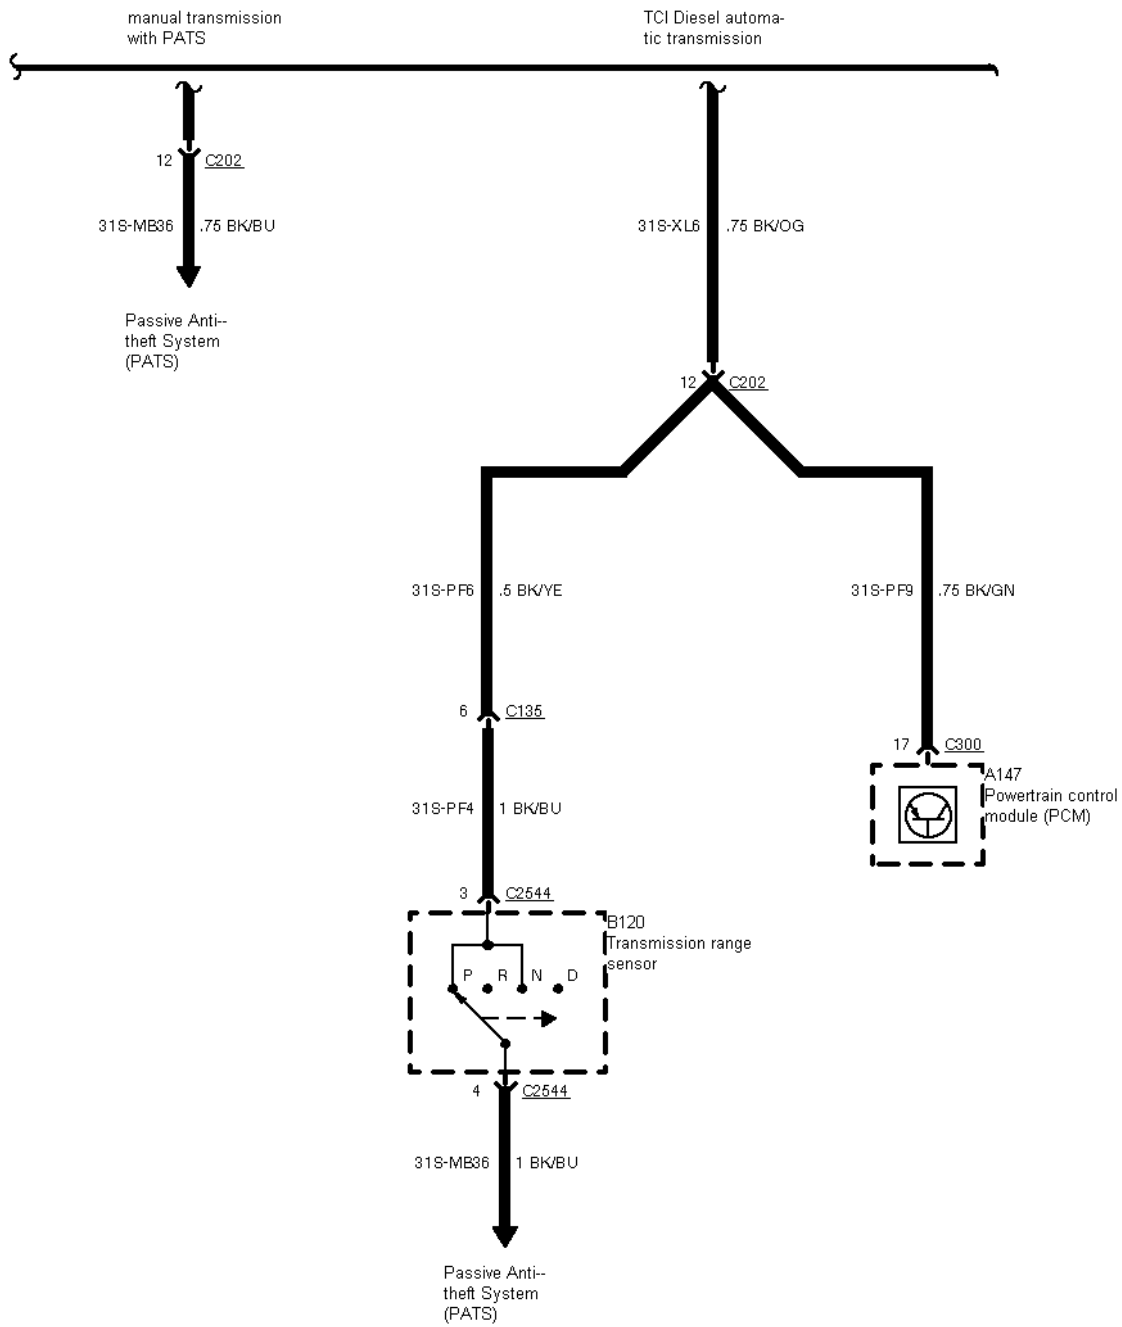 manual transmission
with PATS
TCI Diesel automa-
tic transmission
12 C202
31S-MB36 .75 BK/BU
31S-XL6 .75 BK/OG
Passive Anti--
theft System
(PATS)
12 C202
31S-PF6 .5 BK/YE
31S-PF9 .75 BK/GN
6 C135
17 C300
A147
Powertrain control
module (PCM)
31S-PF4 1 BK/BU
3 C2544
B120
Transmission range
sensor
P R N D
4 C2544
31S-MB36 1 BK/BU
Passive Anti--
theft System
(PATS)